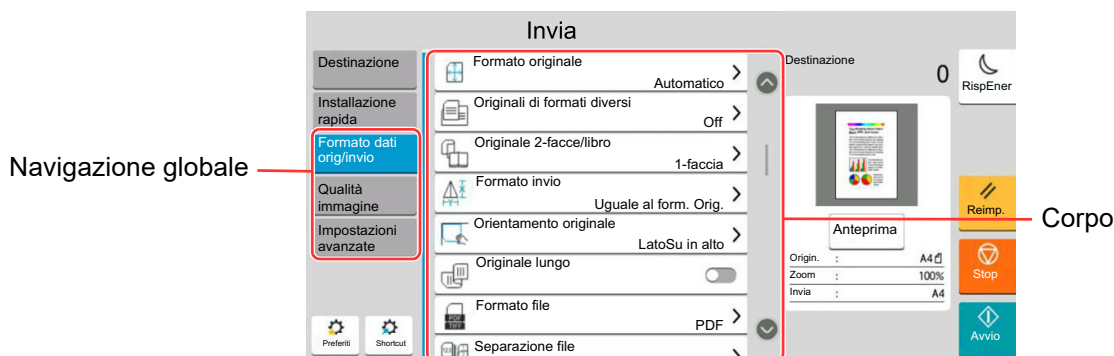 Invia
Navigazione globale
Corpo
Destinazione
Installazione
rapida
Formato dati
orig/invio
Qualità
immagine
Impostazioni
avanzate
Preferiti
Shortcut
Formato originale
Automatico
Originali di formati diversi
Off
Originale 2-facce/libro
1-faccia
Formato invio
Uguale al form. Orig.
Orientamento originale
LatoSu in alto
Originale lungo
Formato file
PDF
TIFF
PDF
Separazione file
123
Destinazione
0
Anteprima
Origin. : A4
Zoom : 100%
Invia : A4
RispEner
Reimp.
Stop
Avvio